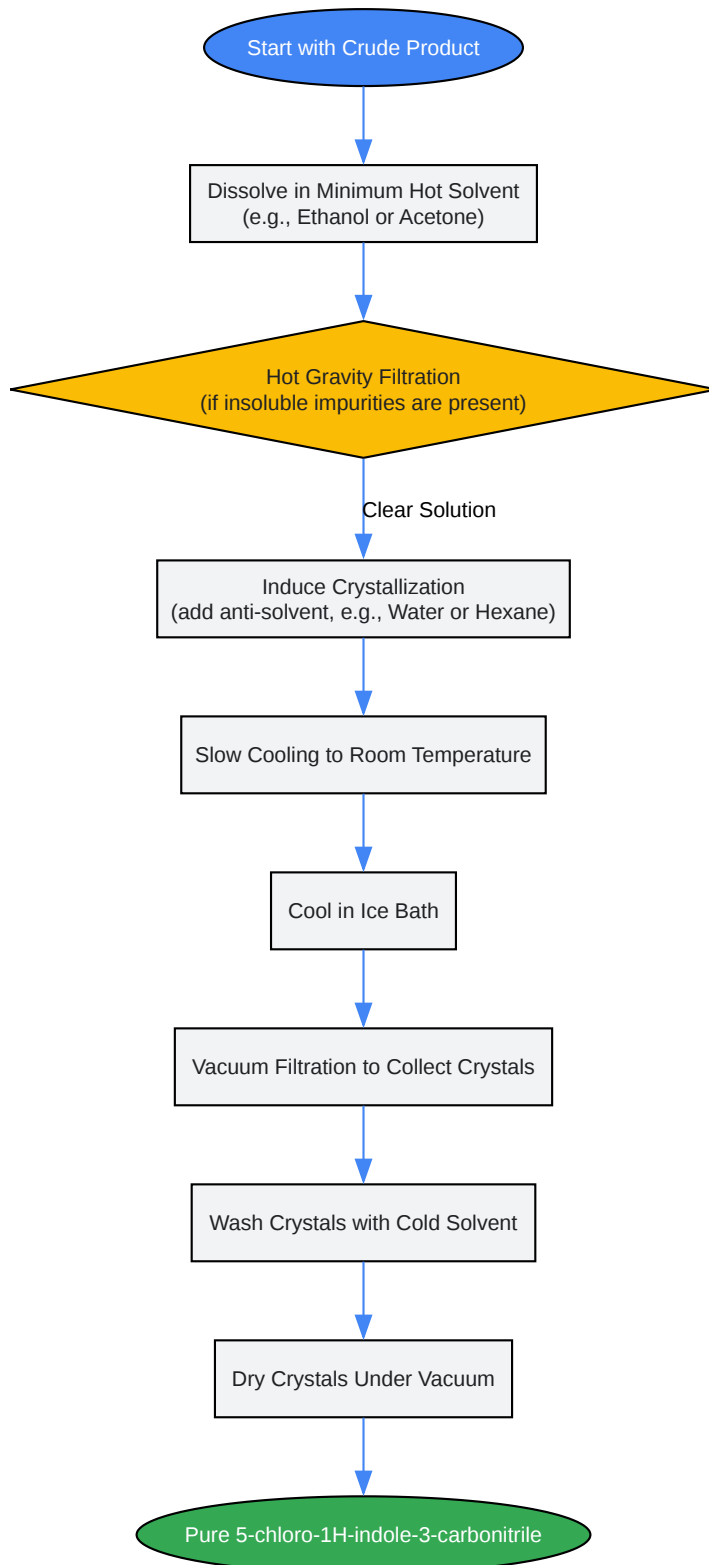 Start with Crude Product
Dissolve in Minimum Hot Solvent
(e.g., Ethanol or Acetone)
Hot Gravity Filtration
(if insoluble impurities are present)
Clear Solution
Induce Crystallization
(add anti-solvent, e.g., Water or Hexane)
Slow Cooling to Room Temperature
Cool in Ice Bath
Vacuum Filtration to Collect Crystals
Wash Crystals with Cold Solvent
Dry Crystals Under Vacuum
Pure 5-chloro-1H-indole-3-carbonitrile